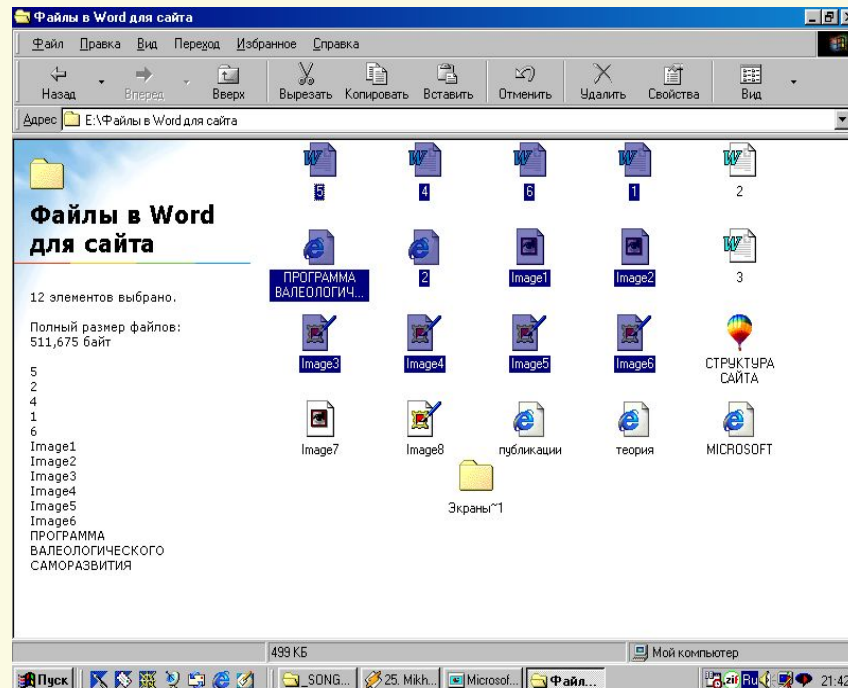 Файлы в Word для сайта
Файл Правка Вид Переход Избранное Справка
Назад Вперед Вверх Вырезать Копировать Вставить Отменить Удалить Свойства Вид
Адрес E:\Файлы в Word для сайта
Файлы в Word
для сайта
12 элементов выбрано.
Полный размер файлов:
511,675 байт
5
2
4
1
6
Image1
Image2
Image3
Image4
Image5
Image6
ПРОГРАММА
ВАЛЕОЛОГИЧЕСКОГО
САМОРАЗВИТИЯ
5 4 6 1 2
ПРОГРАММА
ВАЛЕОЛОГИЧ...
2 Image1 Image2 3
Image3 Image4 Image5 Image6 СТРУКТУРА
САЙТА
Image7 Image8 публикации теория MICROSOFT
Экраны~1
499 КБ Мой компьютер
Пуск _SONG... 25. Mikh... Microsof... Файл... zif Ru 21:42